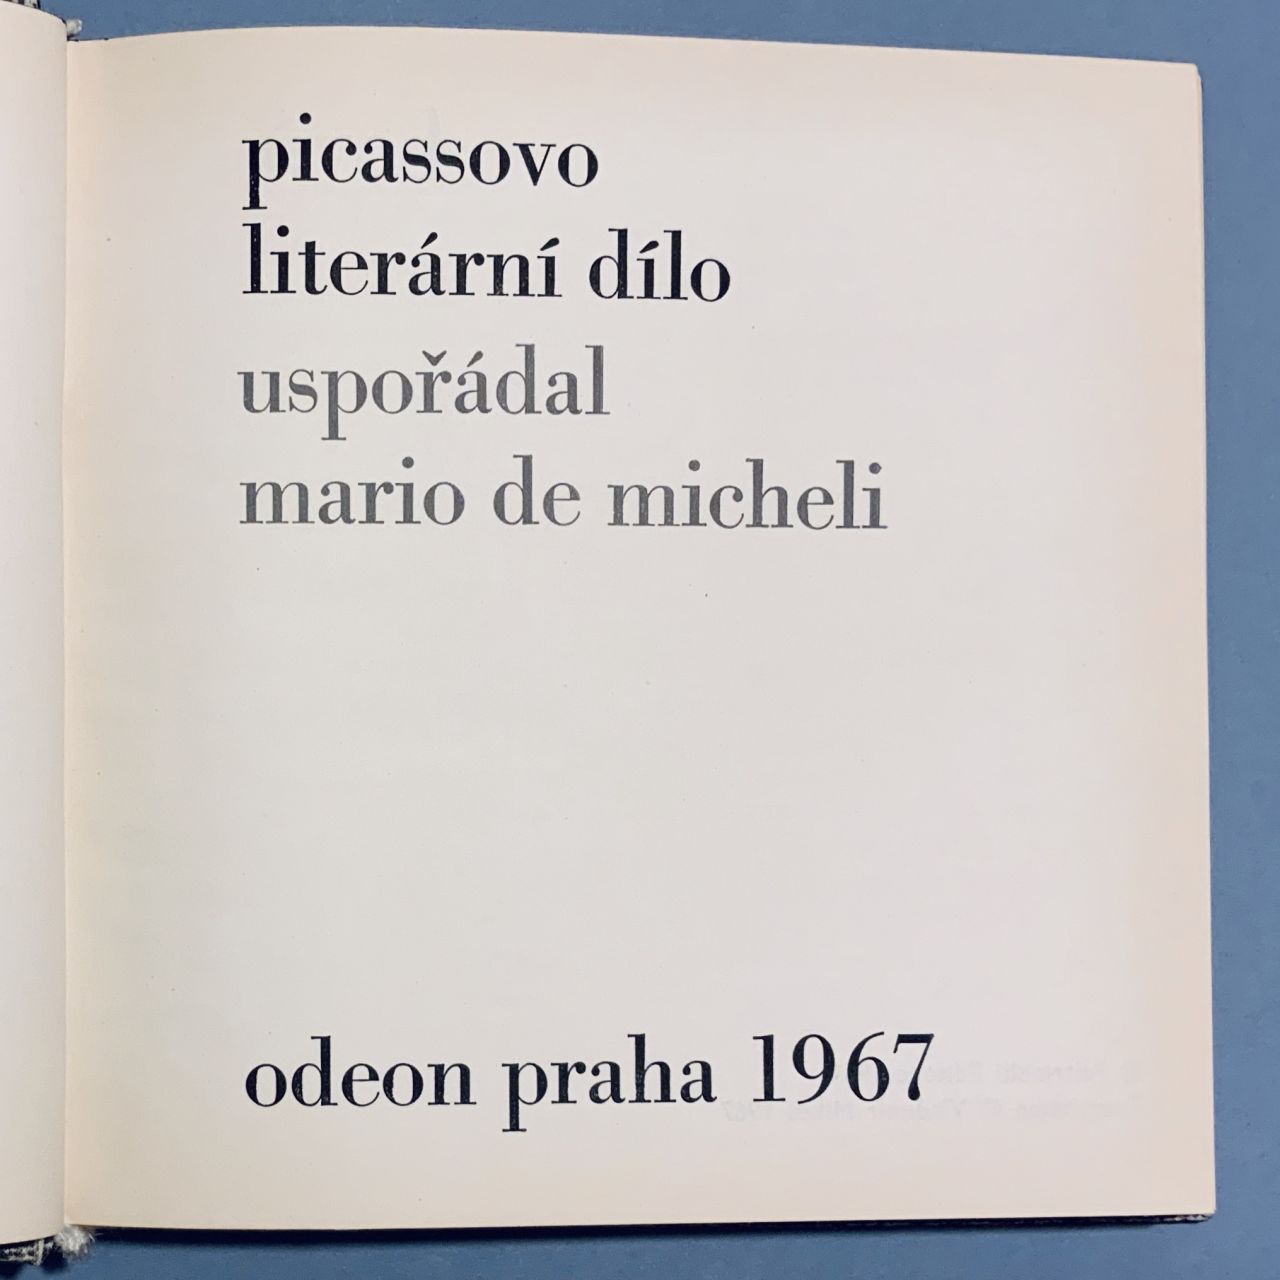 picassovo
literární dílo
uspořádal
mario de micheli
odeon praha 1967